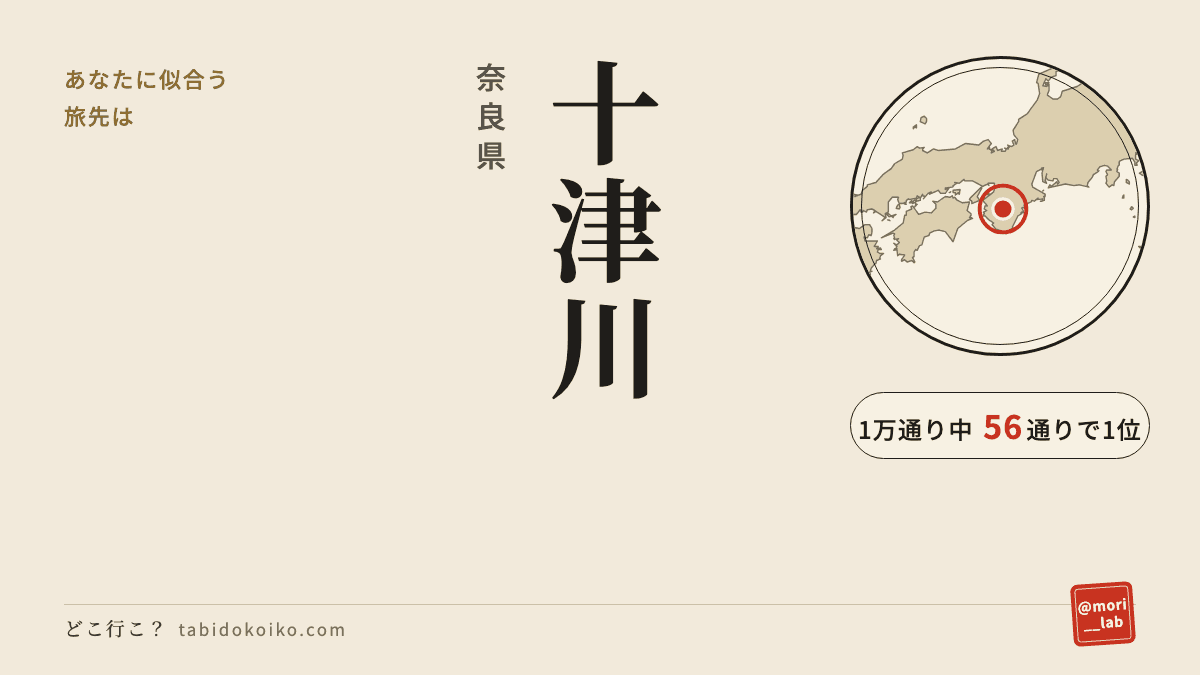 あなたに似合う
旅先は
十津川
奈良県
1万通り中 56通りで1位
どこ行こ？ tabidokoiko.com
@mori
__lab